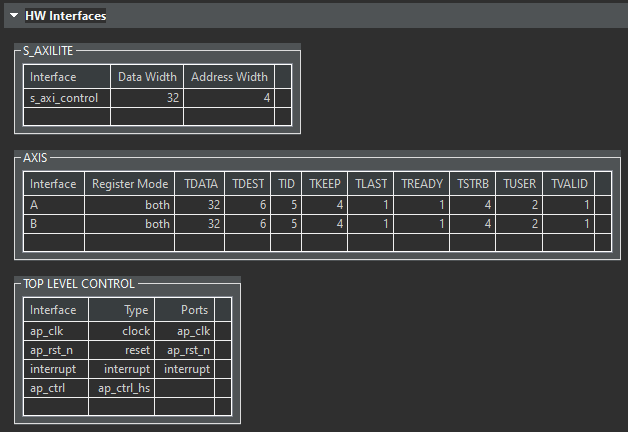 HW Interfaces
S_AXILITE
Interface Data Width Address Width
s_axi_control 32 4
AXIS
Interface Register Mode TDATA TDEST TID TKEEP TLAST TREADY TSTRB TUSER TVALID
A both 32 6 5 4 1 1 4 2 1
B both 32 6 5 4 1 1 4 2 1
TOP LEVEL CONTROL
Interface Type Ports
ap_clk clock ap_clk
ap_rst_n reset ap_rst_n
interrupt interrupt interrupt
ap_ctrl ap_ctrl_hs